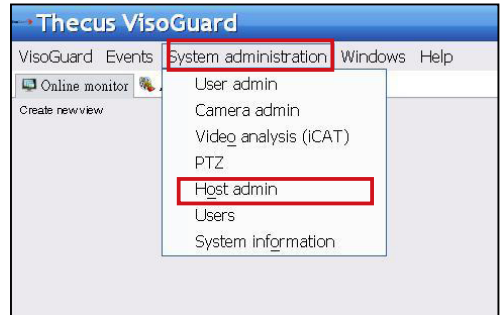 Thecus VisoGuard
VisoGuard Events System administration Windows Help
Online monitor
Create new view
User admin
Camera admin
Video analysis (iCAT)
PTZ
Host admin
Users
System information